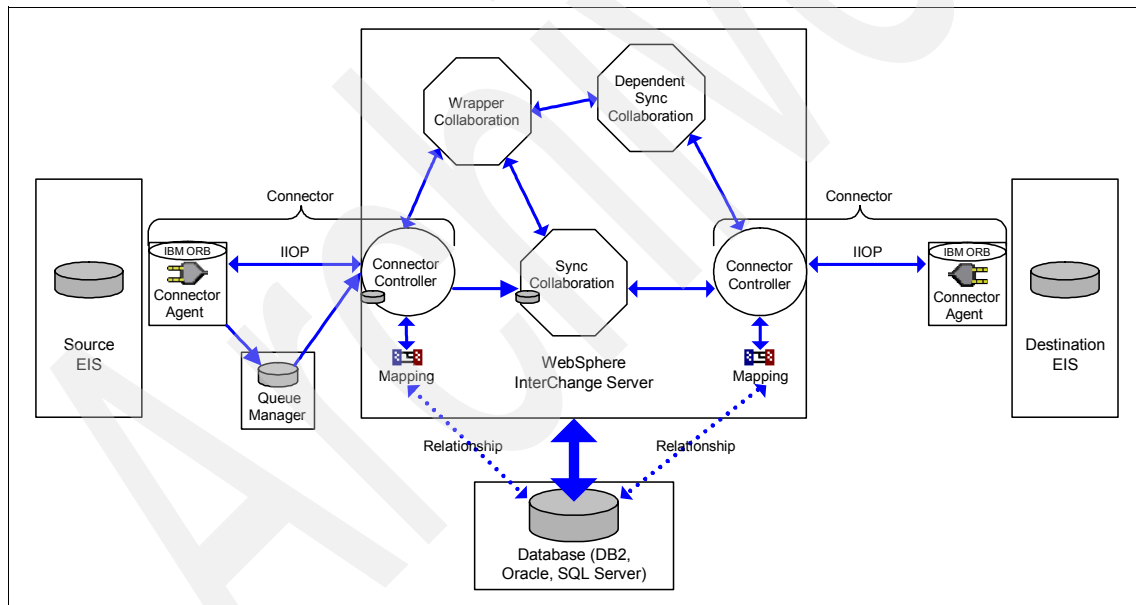 Wrapper
Collaboration
Dependent
Sync
Collaboration
Connector
Connector
Source
EIS
IBM ORB
Connector
Agent
IIOP
Queue
Manager
Connector
Controller
Sync
Collaboration
Connector
Controller
IIOP
IBM ORB
Connector
Agent
Destination
EIS
Mapping
WebSphere
InterChange Server
Mapping
Relationship
Relationship
Database (DB2,
Oracle, SQL Server)
Archive